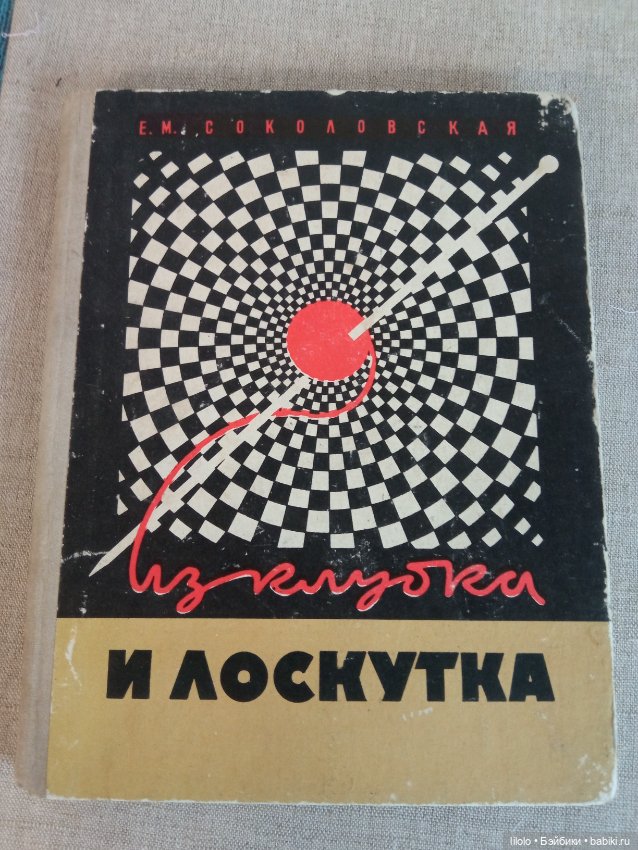 Е. М. СОКОЛОВСКАЯ
Из клубка
И ЛОСКУТКА
lilolo • Бэйбики • babiki.ru